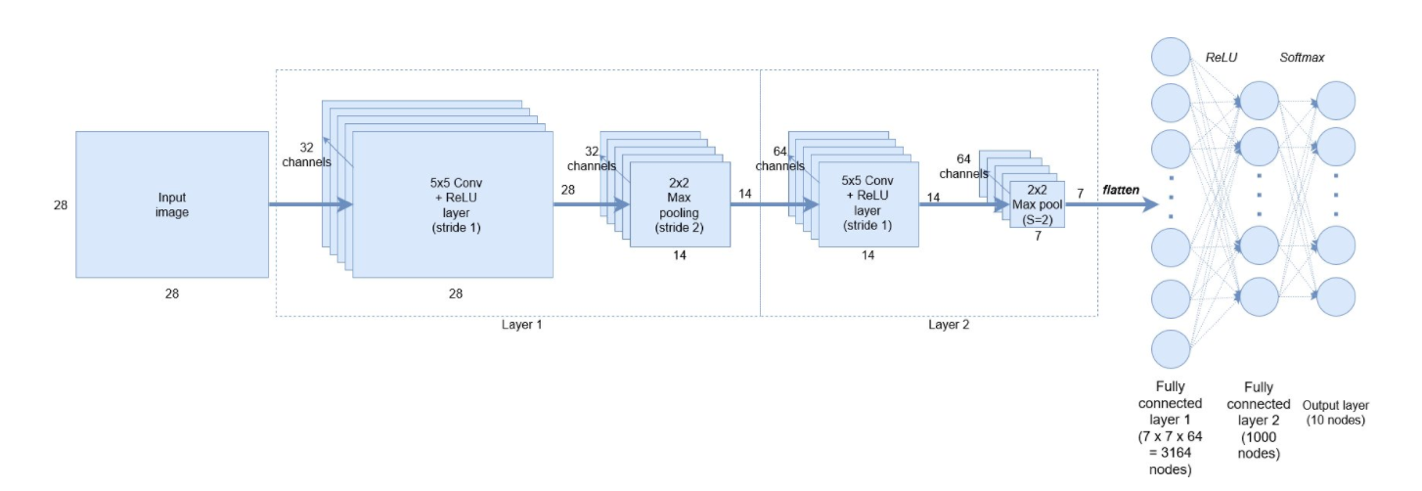 28
Input
image
28
32
channels
5x5 Conv
+ ReLU
layer
(stride 1)
28
28
32
channels
2x2
Max
pooling
(stride 2)
14
14
Layer 1
64
channels
5x5 Conv
+ ReLU
layer
(stride 1)
14
14
64
channels
2x2
Max pool
(S=2)
7
7
Layer 2
flatten
ReLU
Softmax
Fully
connected
layer 1
(7 x 7 x 64
= 3164
nodes)
Fully
connected
layer 2
(1000
nodes)
Output layer
(10 nodes)